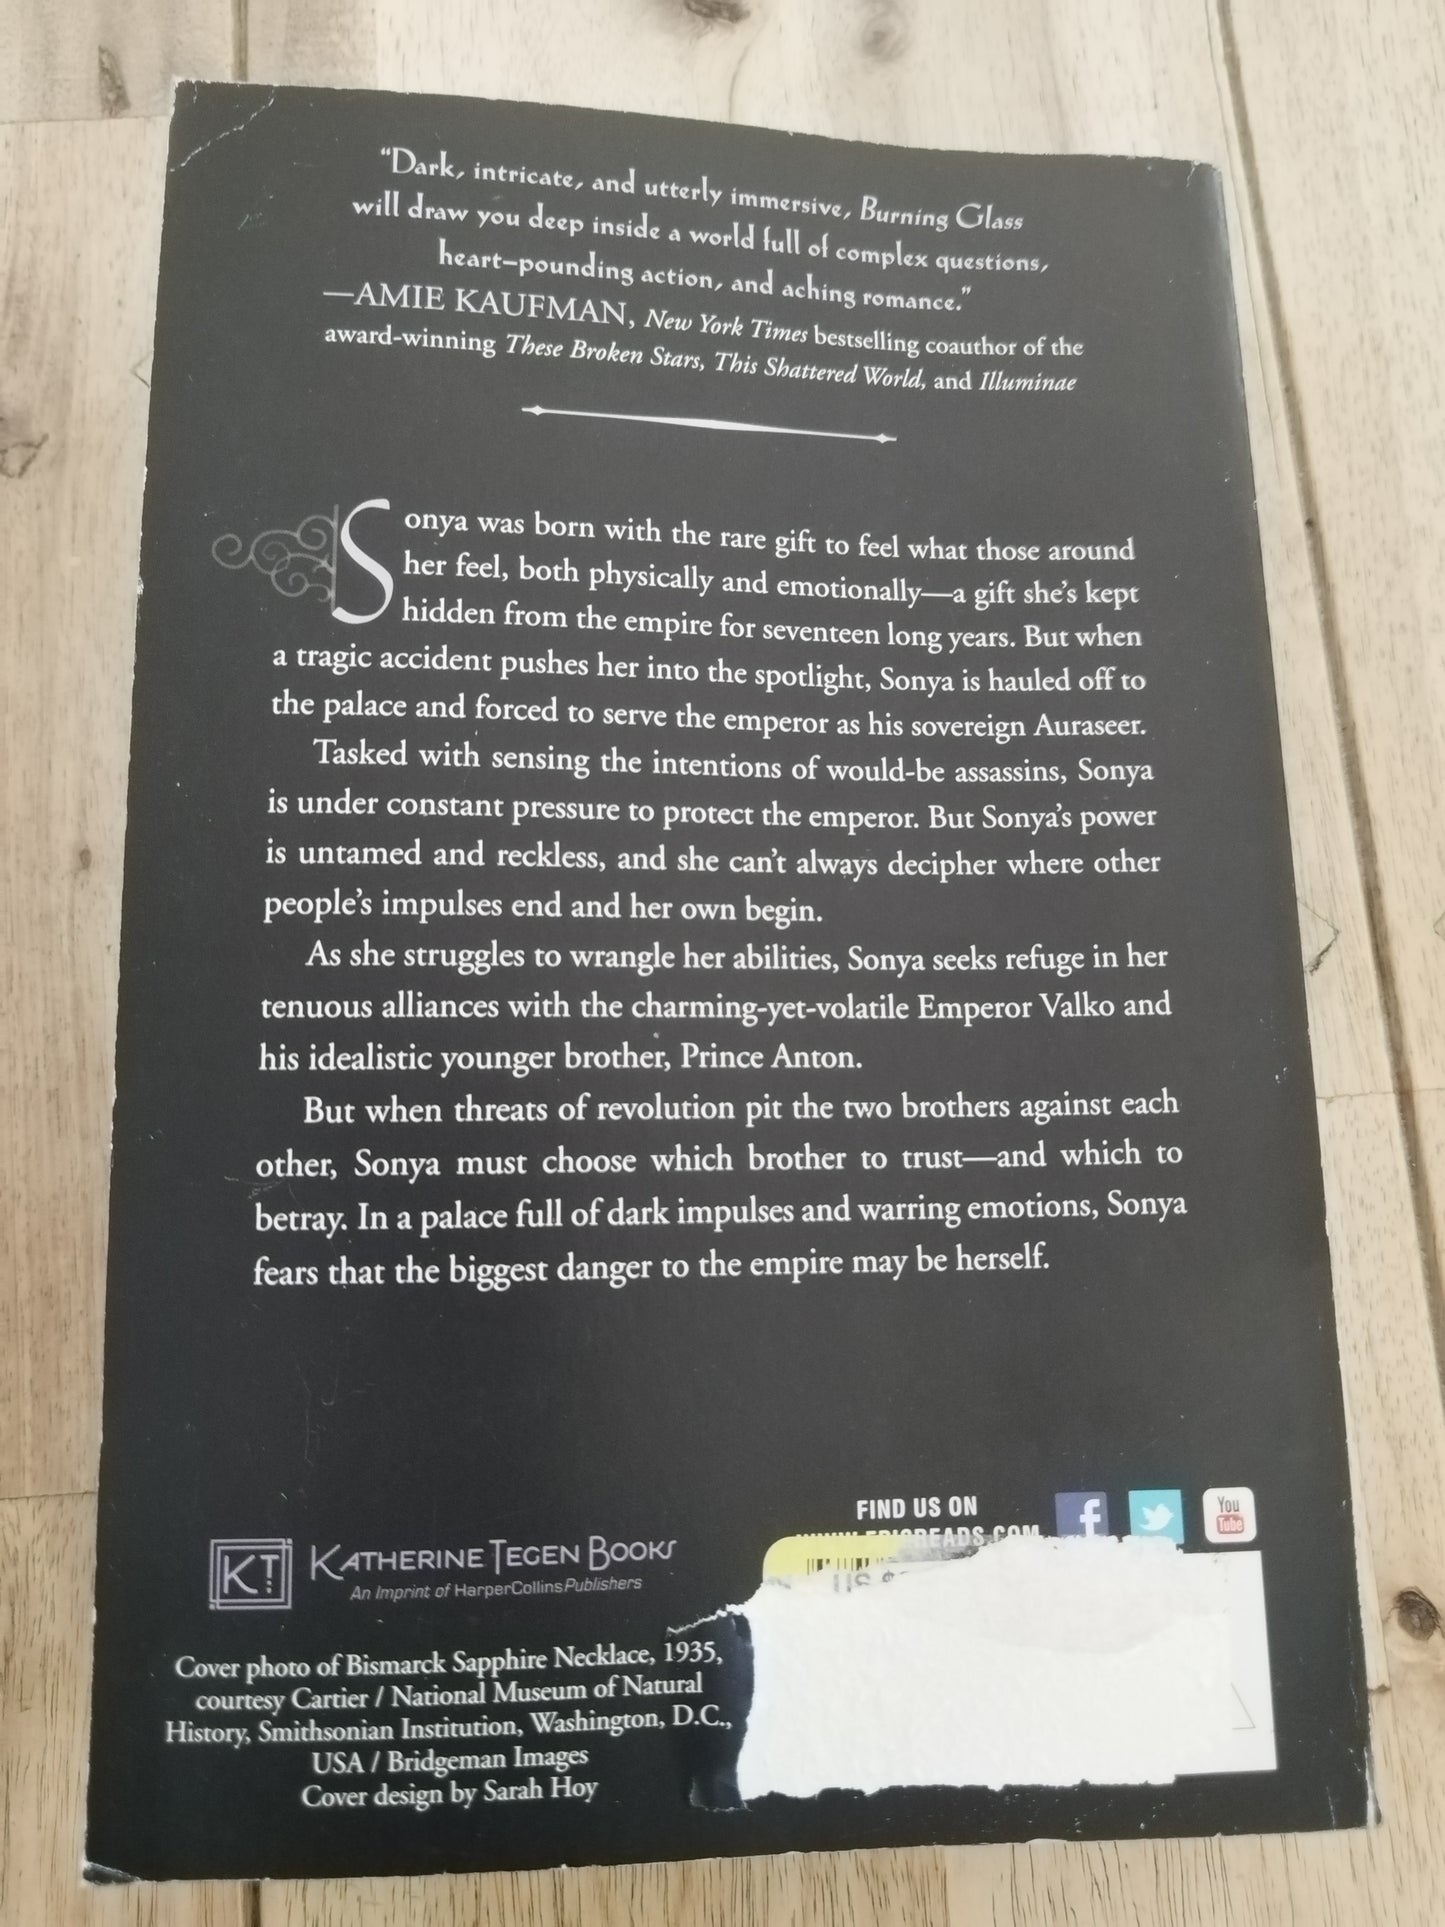 "Dark, intricate, and utterly immersive, Burning Glass
will draw you deep inside a world full of complex questions,
heart-pounding action, and aching romance."
—AMIE KAUFMAN, New York Times bestselling coauthor of the
award-winning These Broken Stars, This Shattered World, and Illuminae
Sonya was born with the rare gift to feel what those around
her feel, both physically and emotionally—a gift she's kept
hidden from the empire for seventeen long years. But when
a tragic accident pushes her into the spotlight, Sonya is hauled off to
the palace and forced to serve the emperor as his sovereign Auraseer.
Tasked with sensing the intentions of would-be assassins, Sonya
is under constant pressure to protect the emperor. But Sonya's power
is untamed and reckless, and she can't always decipher where other
people's impulses end and her own begin.
As she struggles to wrangle her abilities, Sonya seeks refuge in her
tenuous alliances with the charming-yet-volatile Emperor Valko and
his idealistic younger brother, Prince Anton.
But when threats of revolution pit the two brothers against each
other, Sonya must choose which brother to trust—and which to
betray. In a palace full of dark impulses and warring emotions, Sonya
fears that the biggest danger to the empire may be herself.
FIND US ON
f
You
Tube
US $
KT
KATHERINE TEGEN BOOKS
An Imprint of HarperCollinsPublishers
Cover photo of Bismarck Sapphire Necklace, 1935,
courtesy Cartier / National Museum of Natural
History, Smithsonian Institution, Washington, D.C.,
USA / Bridgeman Images
Cover design by Sarah Hoy